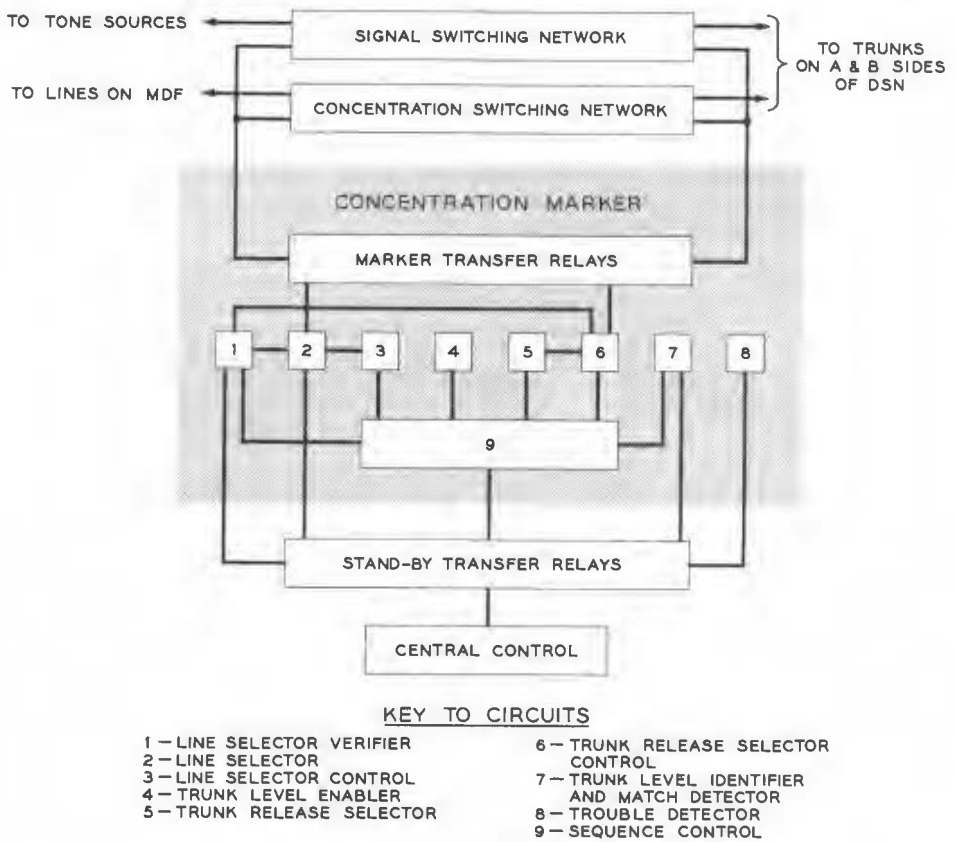 TO TONE SOURCES
SIGNAL SWITCHING NETWORK
TO TRUNKS
ON A & B SIDES
OF DSN
TO LINES ON MDF
CONCENTRATION SWITCHING NETWORK
CONCENTRATION MARKER
MARKER TRANSFER RELAYS
1 2 3 4 5 6 7 8
9
STAND-BY TRANSFER RELAYS
CENTRAL CONTROL
KEY TO CIRCUITS
1 — LINE SELECTOR VERIFIER
2 — LINE SELECTOR
3 — LINE SELECTOR CONTROL
4 — TRUNK LEVEL ENABLER
5 — TRUNK RELEASE SELECTOR
6 — TRUNK RELEASE SELECTOR
CONTROL
7 — TRUNK LEVEL IDENTIFIER
AND MATCH DETECTOR
8 — TROUBLE DETECTOR
9 — SEQUENCE CONTROL